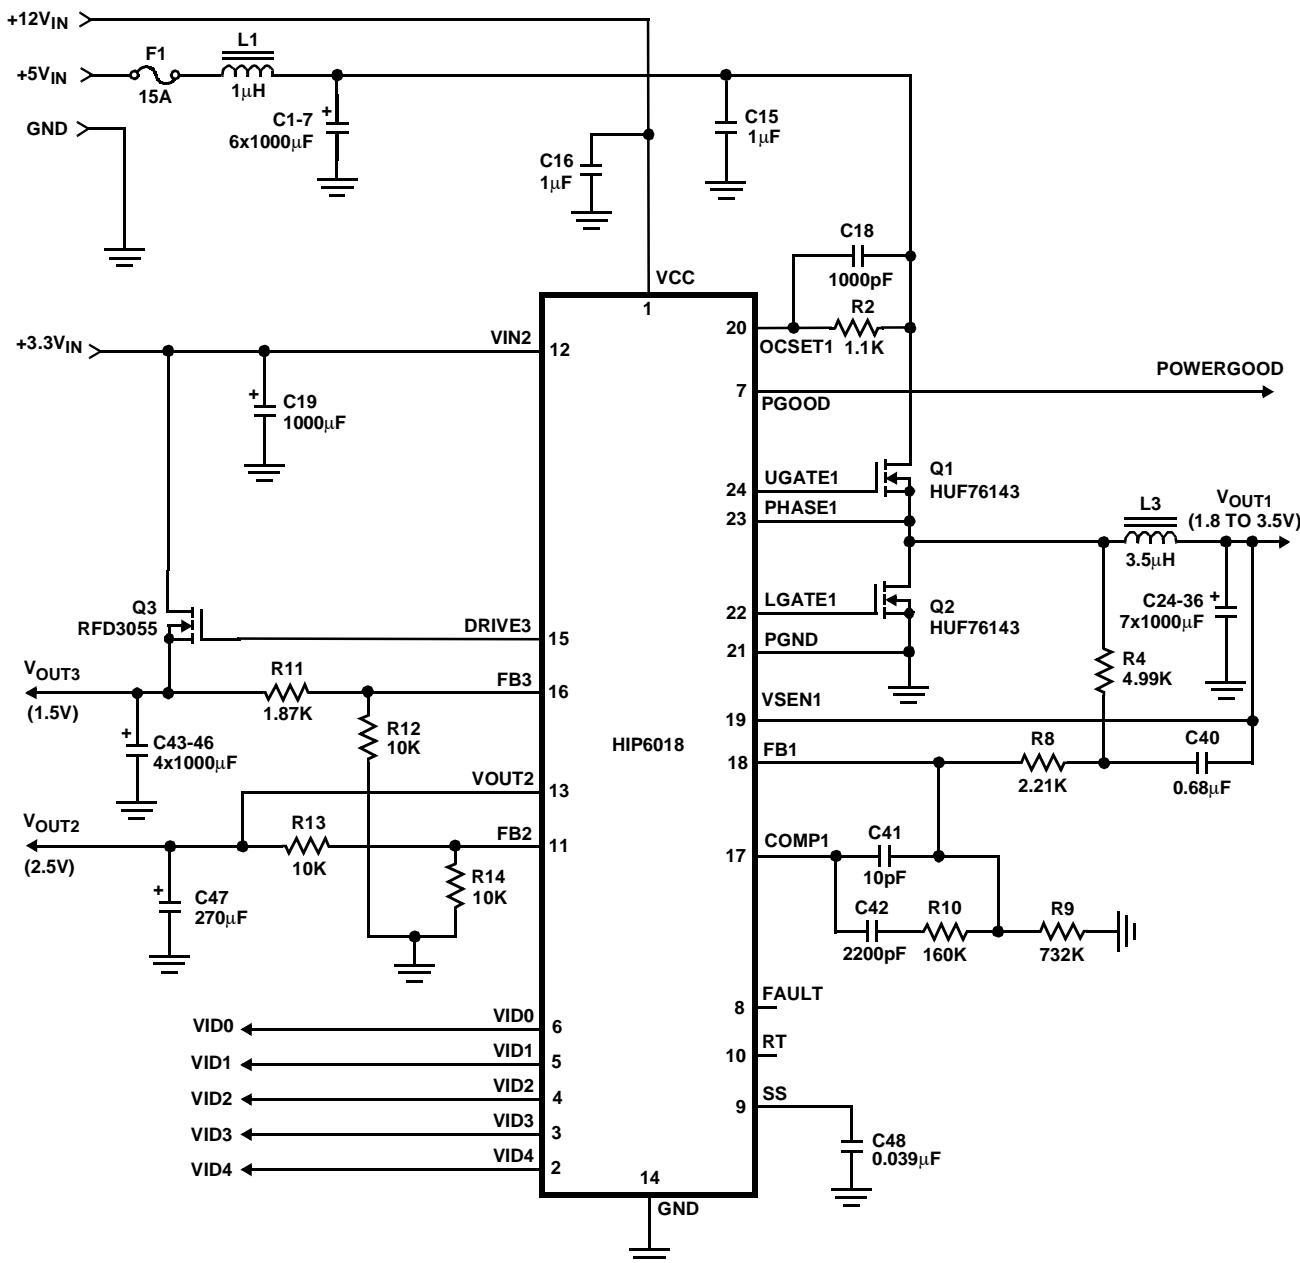 +12VIN
+5VIN
F1
15A
L1
1μH
GND
C1-7
6x1000μF
C16
1μF
C15
1μF
C18
1000pF
VCC
1
R2
1.1K
20
OCSET1
+3.3VIN
VIN2
12
C19
1000μF
7
PGOOD
POWERGOOD
24
UGATE1
Q1
HUF76143
23
PHASE1
L3
3.5μH
VOUT1
(1.8 TO 3.5V)
22
LGATE1
Q2
HUF76143
C24-36
7x1000μF
Q3
RFD3055
DRIVE3
15
21
PGND
R4
4.99K
VOUT3
(1.5V)
R11
1.87K
FB3
16
VSEN1
19
C43-46
4x1000μF
R12
10K
HIP6018
FB1
18
R8
2.21K
C40
0.68μF
VOUT2
13
VOUT2
(2.5V)
R13
10K
FB2
11
R14
10K
C47
270μF
COMP1
17
C41
10pF
C42
2200pF
R10
160K
R9
732K
8
FAULT
10
RT
9
SS
C48
0.039μF
VID0
VID0
6
VID1
VID1
5
VID2
VID2
4
VID3
VID3
3
VID4
VID4
2
14
GND
+
+
+
+
+